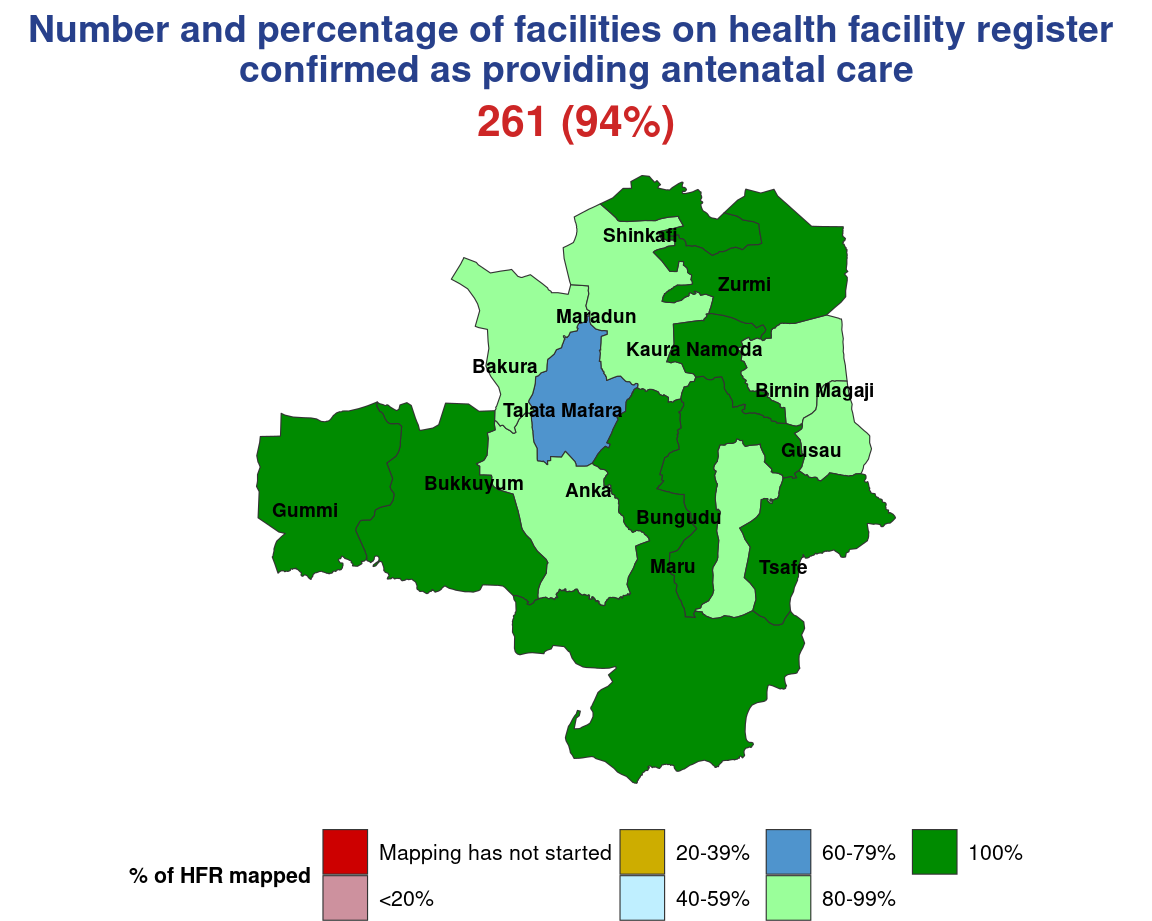 Number and percentage of facilities on health facility register
confirmed as providing antenatal care
261 (94%)
Shinkafi
Zurmi
Maradun
Kaura Namoda
Bakura
Birnin Magaji
Talata Mafara
Gusau
Bukkuyum
Anka
Gummi
Bungudu
Maru
Tsafe
% of HFR mapped
Mapping has not started
<20%
20-39%
40-59%
60-79%
80-99%
100%